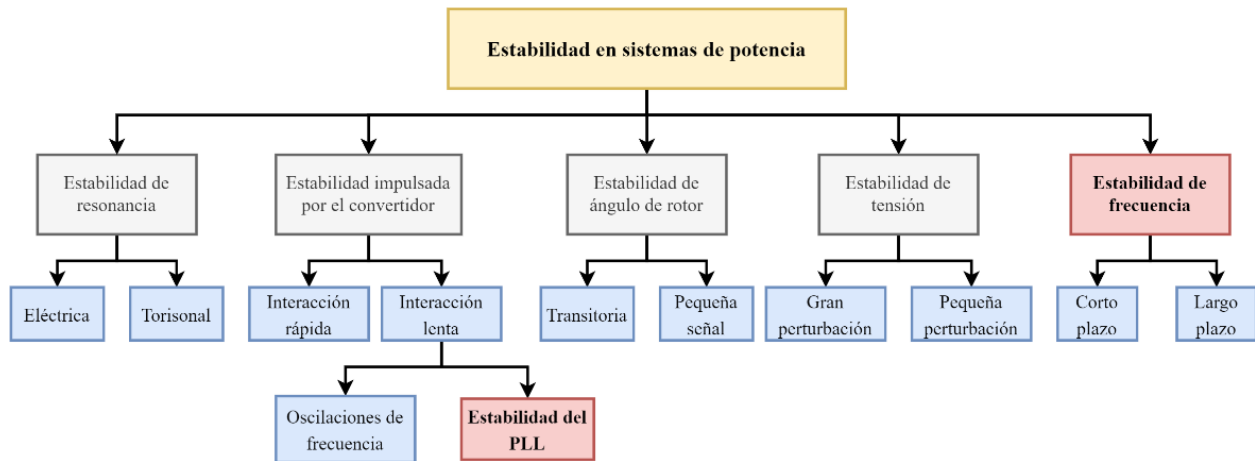 Estabilidad en sistemas de potencia
Estabilidad de
resonancia
Estabilidad impulsada
por el convertidor
Estabilidad de
ángulo de rotor
Estabilidad de
tensión
Estabilidad de
frecuencia
Eléctrica
Torisonal
Interacción
rápida
Interacción
lenta
Transitoria
Pequeña
señal
Gran
perturbación
Pequeña
perturbación
Corto
plazo
Largo
plazo
Oscilaciones de
frecuencia
Estabilidad del
PLL